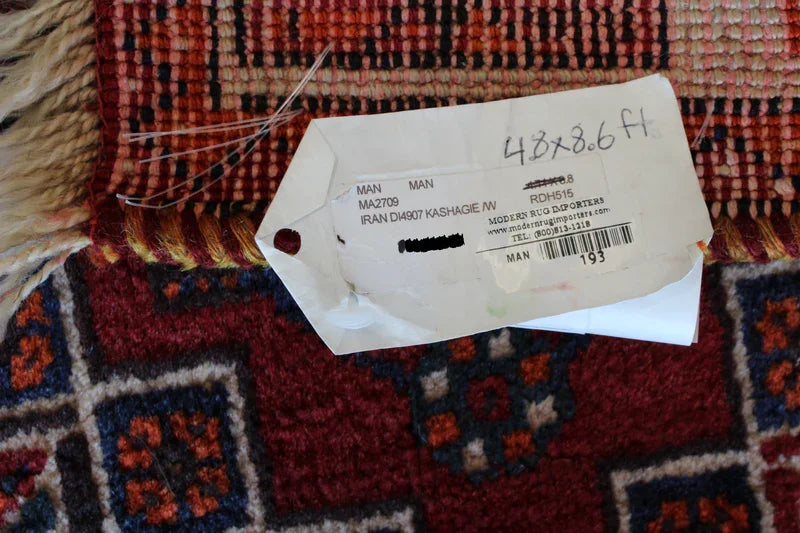 48x8.6 ft
MAN MAN
MA2709 RDH515
IRAN DI4907 KASHAGIE /W
MODERN RUG IMPORTERS
www.modernrugimporters.com
TEL: (800)813-1218
MAN 193